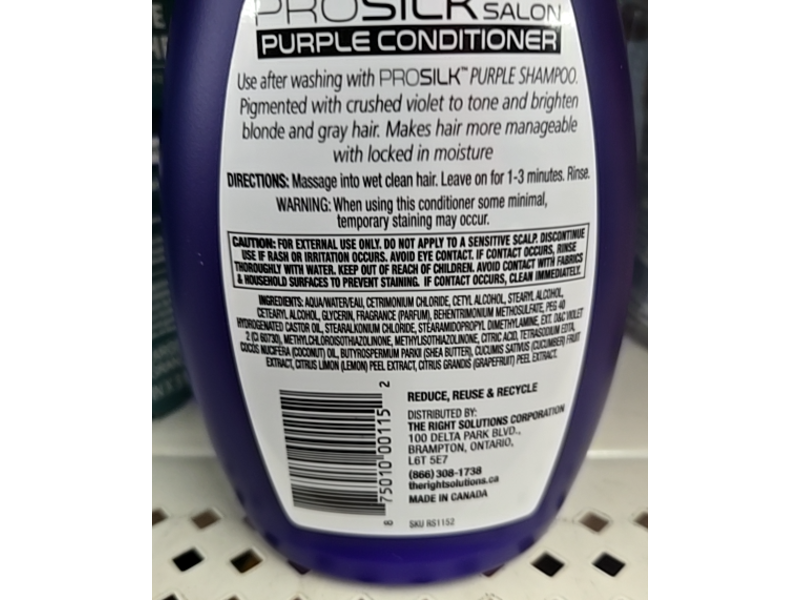 PROSILK SALON
PURPLE CONDITIONER
Use after washing with PROSILK™ PURPLE SHAMPOO.
Pigmented with crushed violet to tone and brighten
blonde and gray hair. Makes hair more manageable
with locked in moisture
DIRECTIONS: Massage into wet clean hair. Leave on for 1-3 minutes. Rinse.
WARNING: When using this conditioner some minimal,
temporary staining may occur.
CAUTION: FOR EXTERNAL USE ONLY. DO NOT APPLY TO A SENSITIVE SCALP. DISCONTINUE
USE IF RASH OR IRRITATION OCCURS. AVOID EYE CONTACT. IF CONTACT OCCURS, RINSE
THOROUGHLY WITH WATER. KEEP OUT OF REACH OF CHILDREN. AVOID CONTACT WITH FABRICS
& HOUSEHOLD SURFACES TO PREVENT STAINING. IF CONTACT OCCURS, CLEAN IMMEDIATELY.
INGREDIENTS: AQUA/WATER/EAU, CETRIMONIUM CHLORIDE, CETYL ALCOHOL, STEARYL ALCOHOL,
CETEARYL ALCOHOL, GLYCERIN, FRAGRANCE (PARFUM), BEHENTRIMONIUM METHOSULFATE, PEG 40
HYDROGENATED CASTOR OIL, STEARALKONIUM CHLORIDE, STEARAMIDOPROPYL DIMETHYLAMINE, EXT. D&C VIOLET
2 (CI 60730), METHYLCHLOROISOTHIAZOLINONE, METHYLISOTHIAZOLINONE, CITRIC ACID, TETRASODIUM EDTA,
COCOS NUCIFERA (COCONUT) OIL, BUTYROSPERMUM PARKII (SHEA BUTTER), CUCUMIS SATIVUS (CUCUMBER) FRUIT
EXTRACT, CITRUS LIMON (LEMON) PEEL EXTRACT, CITRUS GRANDIS (GRAPEFRUIT) PEEL EXTRACT.
REDUCE, REUSE & RECYCLE
DISTRIBUTED BY:
THE RIGHT SOLUTIONS CORPORATION
100 DELTA PARK BLVD.,
BRAMPTON, ONTARIO,
L6T 5E7
(866) 308-1738
therightsolutions.ca
MADE IN CANADA
SKU RS1152
6 75010 00115 2